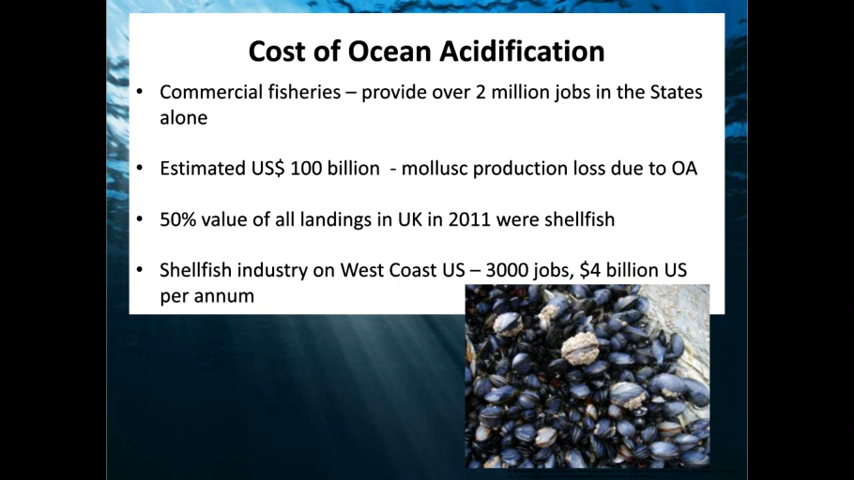 Cost of Ocean Acidification
• Commercial fisheries – provide over 2 million jobs in the States
alone
• Estimated US$ 100 billion - mollusc production loss due to OA
• 50% value of all landings in UK in 2011 were shellfish
• Shellfish industry on West Coast US – 3000 jobs, $4 billion US
per annum